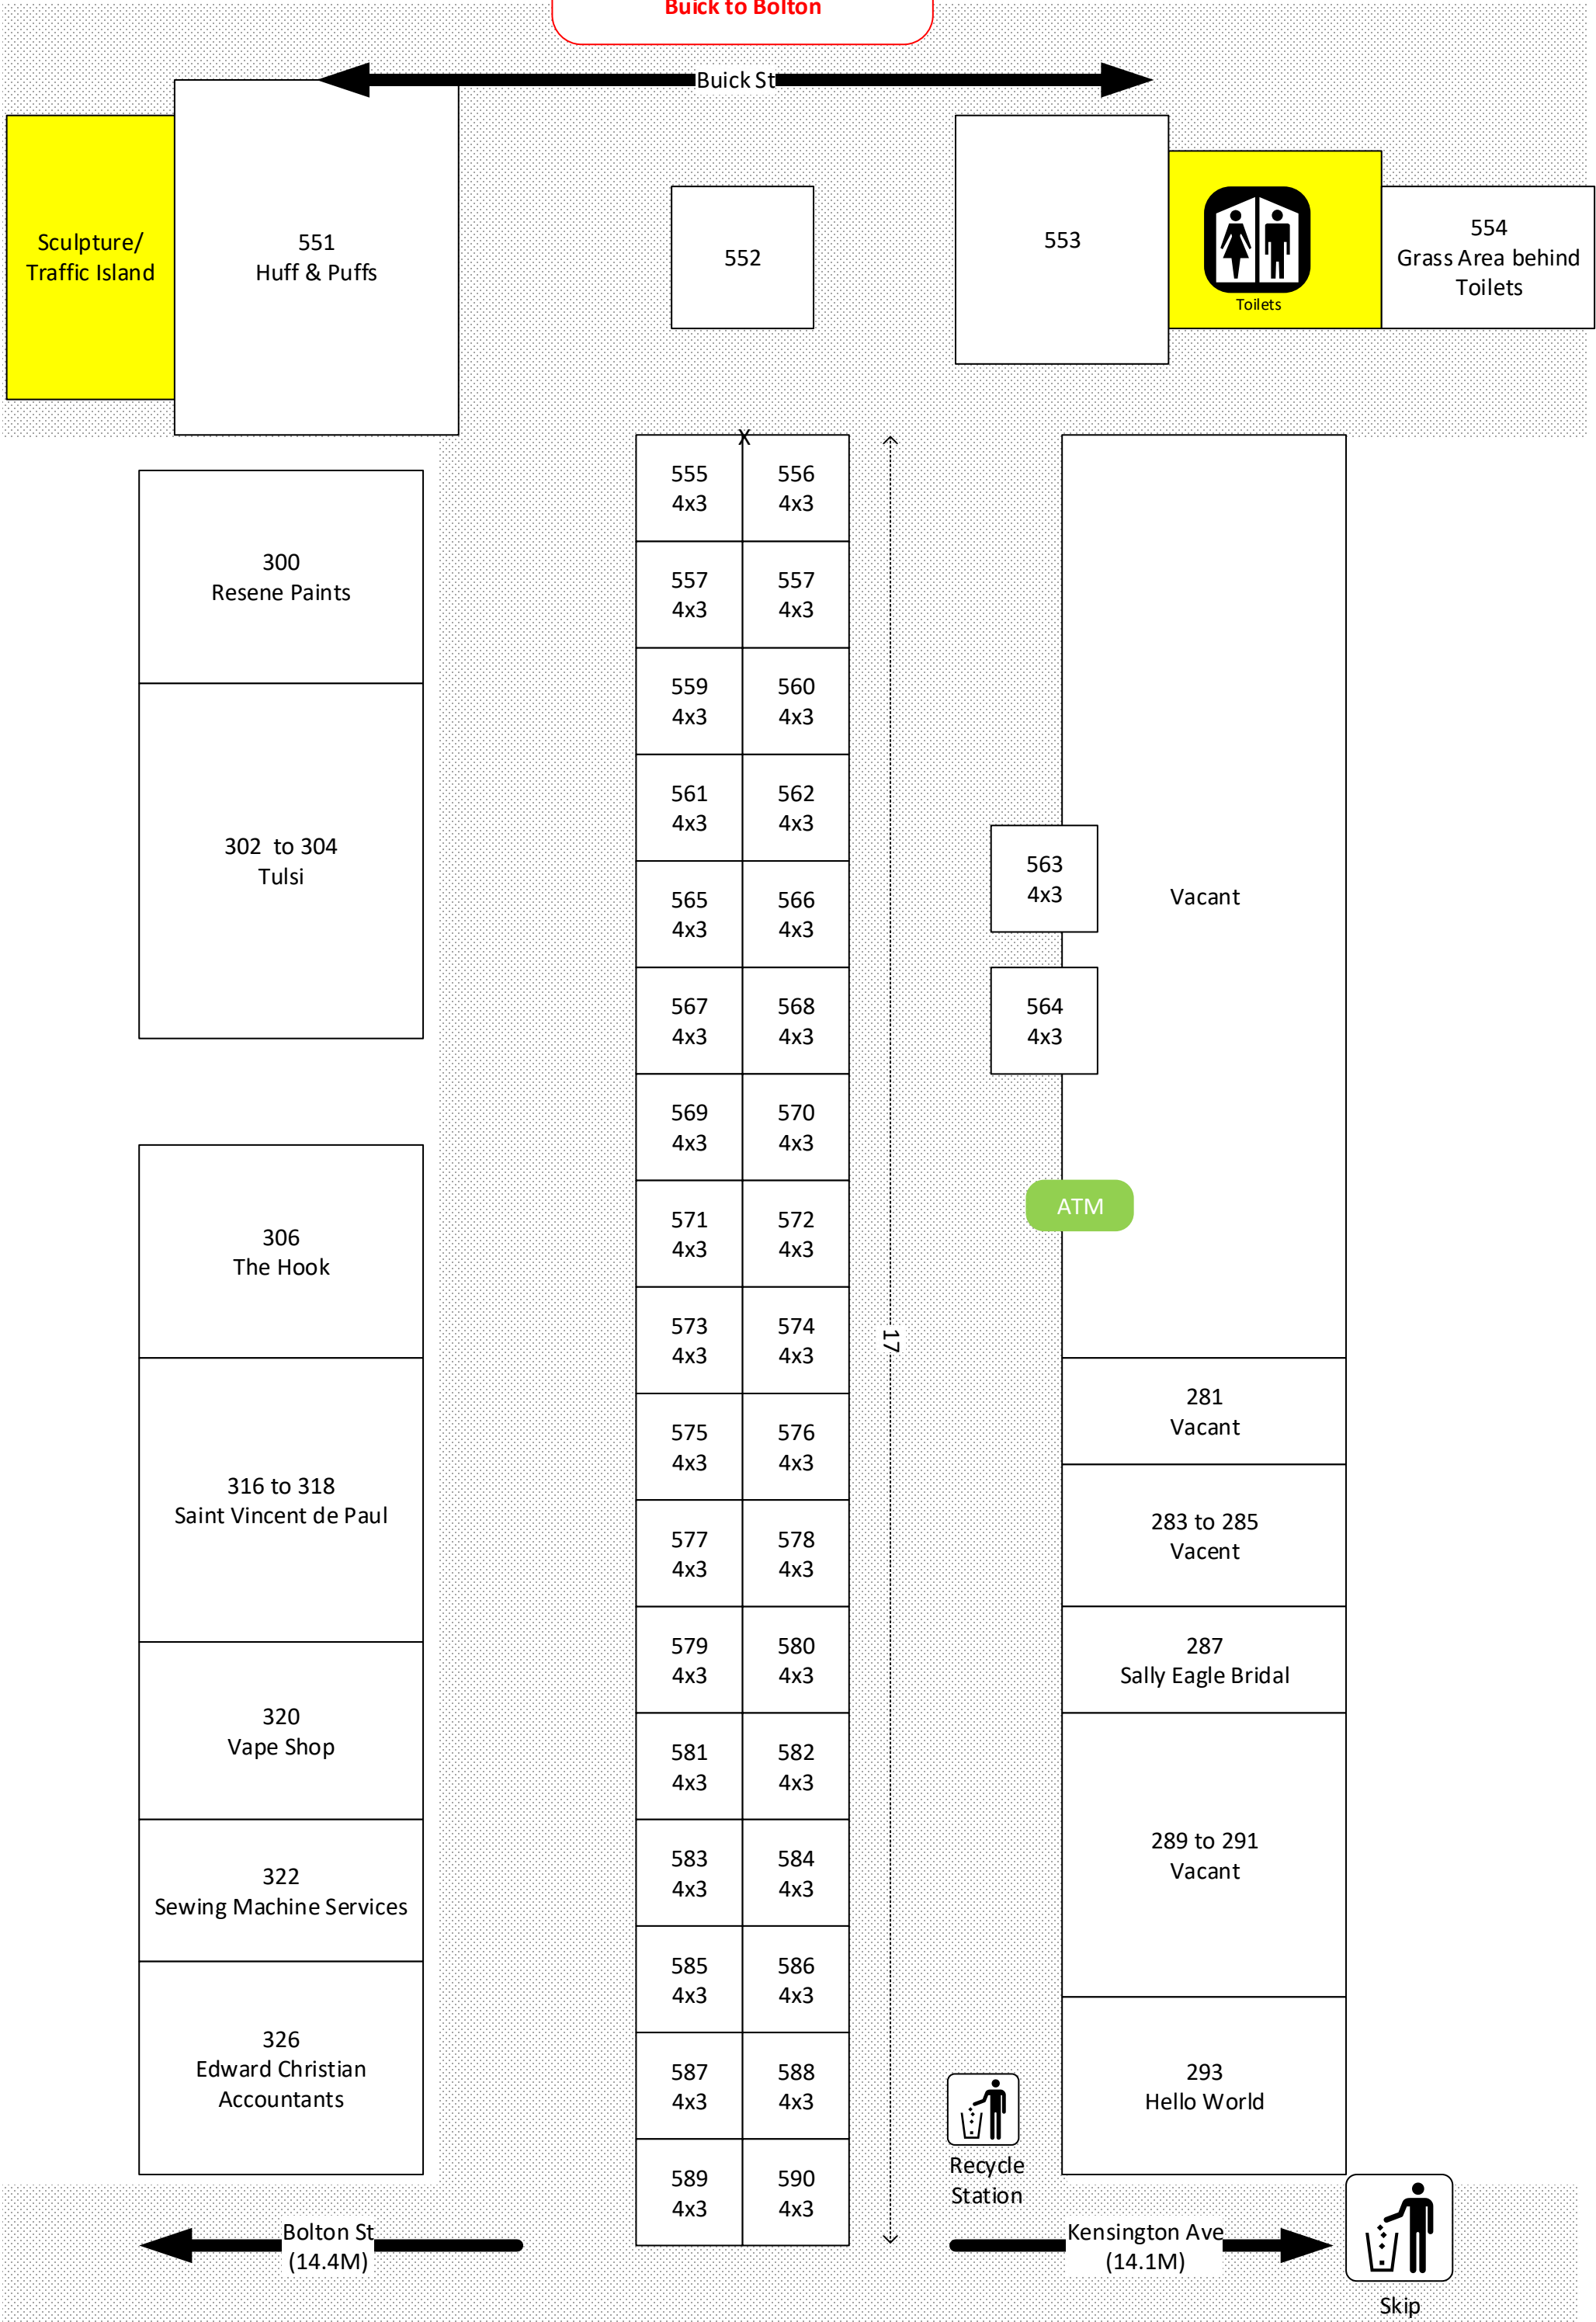 Buick to Bolton
Buick St
Sculpture/
Traffic Island
551
Huff & Puffs
552
553
Toilets
554
Grass Area behind
Toilets
X
555
4x3
556
4x3
300
Resene Paints
557
4x3
557
4x3
559
4x3
560
4x3
302 to 304
Tulsi
561
4x3
562
4x3
563
4x3
Vacant
565
4x3
566
4x3
567
4x3
568
4x3
564
4x3
569
4x3
570
4x3
306
The Hook
571
4x3
572
4x3
ATM
573
4x3
574
4x3
17
281
Vacant
316 to 318
Saint Vincent de Paul
575
4x3
576
4x3
577
4x3
578
4x3
283 to 285
Vacent
579
4x3
580
4x3
287
Sally Eagle Bridal
320
Vape Shop
581
4x3
582
4x3
322
Sewing Machine Services
583
4x3
584
4x3
289 to 291
Vacant
585
4x3
586
4x3
326
Edward Christian
Accountants
587
4x3
588
4x3
293
Hello World
589
4x3
590
4x3
Recycle
Station
Bolton St
(14.4M)
Kensington Ave
(14.1M)
Skip